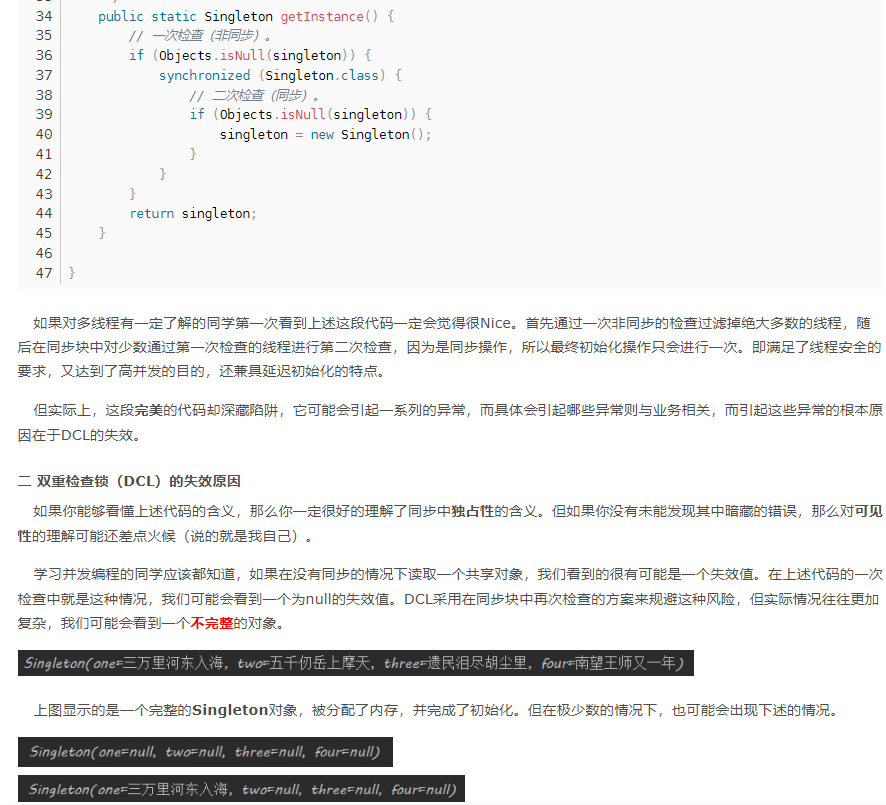 34 public static Singleton getInstance() {
35 // 一次检查（非同步）。
36 if (Objects.isNull(singleton)) {
37 synchronized (Singleton.class) {
38 // 二次检查（同步）。
39 if (Objects.isNull(singleton)) {
40 singleton = new Singleton();
41 }
42 }
43 }
44 return singleton;
45 }
46
47 }
如果对多线程有一定了解的同学第一次看到上述这段代码一定会觉得很Nice。首先通过一次非同步的检查过滤掉绝大多数的线程，随
后在同步块中对少数通过第一次检查的线程进行第二次检查，因为是同步操作，所以最终初始化操作只会进行一次。即满足了线程安全的
要求，又达到了高并发的目的，还兼具延迟初始化的特点。
但实际上，这段完美的代码却深藏陷阱，它可能会引起一系列的异常，而具体会引起哪些异常则与业务相关，而引起这些异常的根本原
因在于DCL的失效。
二 双重检查锁（DCL）的失效原因
如果你能够看懂上述代码的含义，那么你一定很好的理解了同步中独占性的含义。但如果你没有未能发现其中暗藏的错误，那么对可见
性的理解可能还差点火候（说的就是我自己）。
学习并发编程的同学应该都知道，如果在没有同步的情况下读取一个共享对象，我们看到的很有可能是一个失效值。在上述代码的一次
检查中就是这种情况，我们可能会看到一个为null的失效值。DCL采用在同步块中再次检查的方案来规避这种风险，但实际情况往往更加
复杂，我们可能会看到一个不完整的对象。
Singleton(one=三万里河东入海, two=五千仞岳上摩天, three=遗民泪尽胡尘里, four=南望王师又一年)
上图显示的是一个完整的Singleton对象，被分配了内存，并完成了初始化。但在极少数的情况下，也可能会出现下述的情况。
Singleton(one=null, two=null, three=null, four=null)
Singleton(one=三万里河东入海, two=null, three=null, four=null)